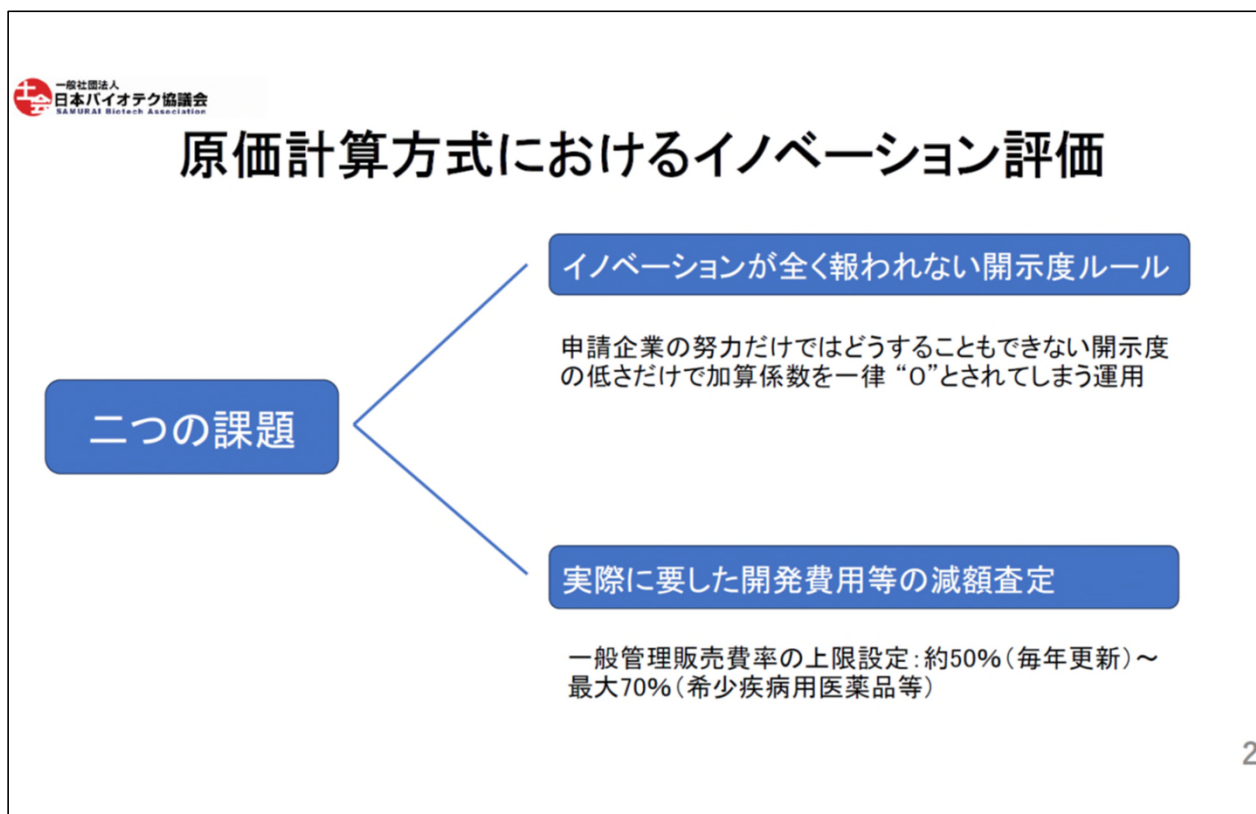 一般社団法人
日本バイオテク協議会
SAMURAI Biotech Association
原価計算方式におけるイノベーション評価
二つの課題
イノベーションが全く報われない開示度ルール
申請企業の努力だけではどうすることもできない開示度
の低さだけで加算係数を一律 “0”とされてしまう運用
実際に要した開発費用等の減額査定
一般管理販売費率の上限設定：約50%（毎年更新）～
最大70%（希少疾病用医薬品等）
2